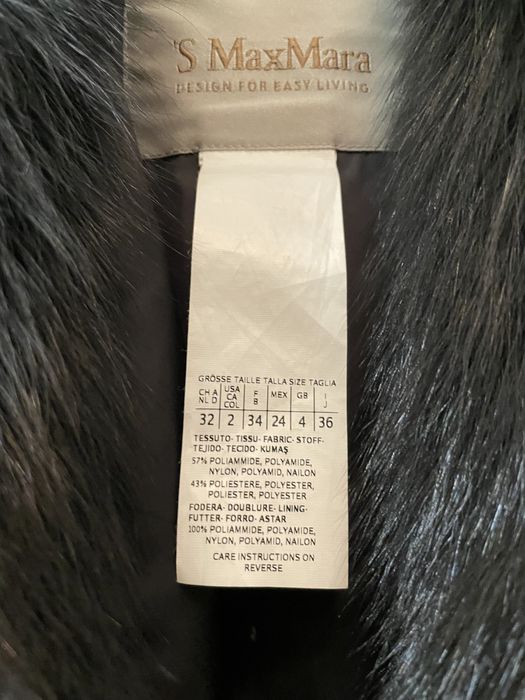 'S MaxMara
DESIGN FOR EASY LIVING
GRÖSSE TAILLE TALLA SIZE TAGLIA
CH A USA F MEX GB I
NL D CA B J
COL
32 2 34 24 4 36
TESSUTO- TISSU- FABRIC- STOFF-
TEJIDO- TECIDO- KUMAŞ
57% POLIAMMIDE, POLYAMIDE,
NYLON, POLYAMID, NAILON
43% POLIESTERE, POLYESTER,
POLIESTER, POLYESTER
FODERA- DOUBLURE- LINING-
FUTTER- FORRO- ASTAR
100% POLIAMMIDE, POLYAMIDE,
NYLON, POLYAMID, NAILON
CARE INSTRUCTIONS ON
REVERSE